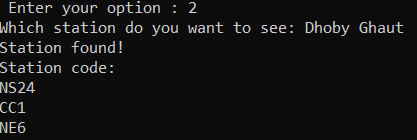 Enter your option : 2
Which station do you want to see: Dhoby Ghaut
Station found!
Station code:
NS24
CC1
NE6